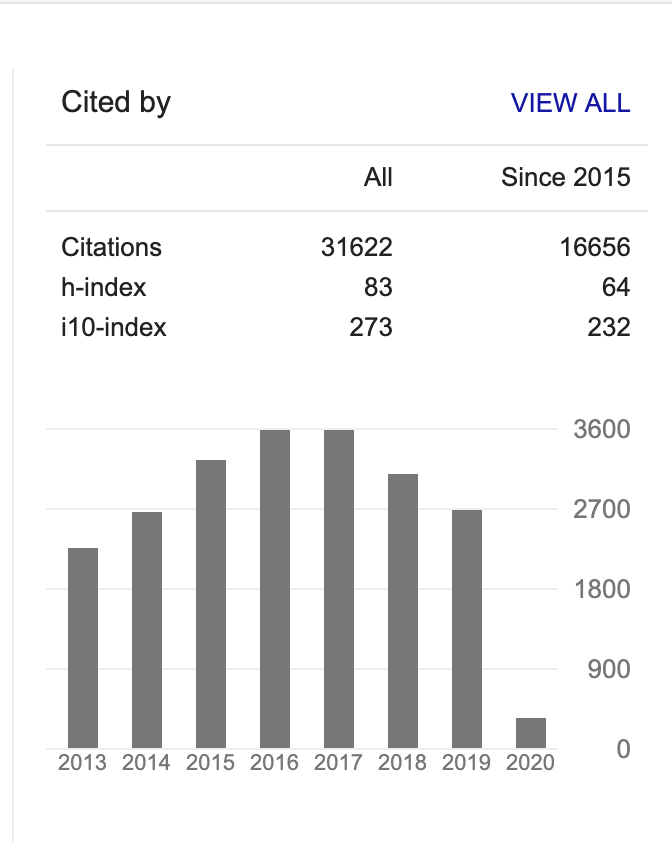 Cited by VIEW ALL
All Since 2015
Citations 31622 16656
h-index 83 64
i10-index 273 232
3600
2700
1800
900
0
2013 2014 2015 2016 2017 2018 2019 2020